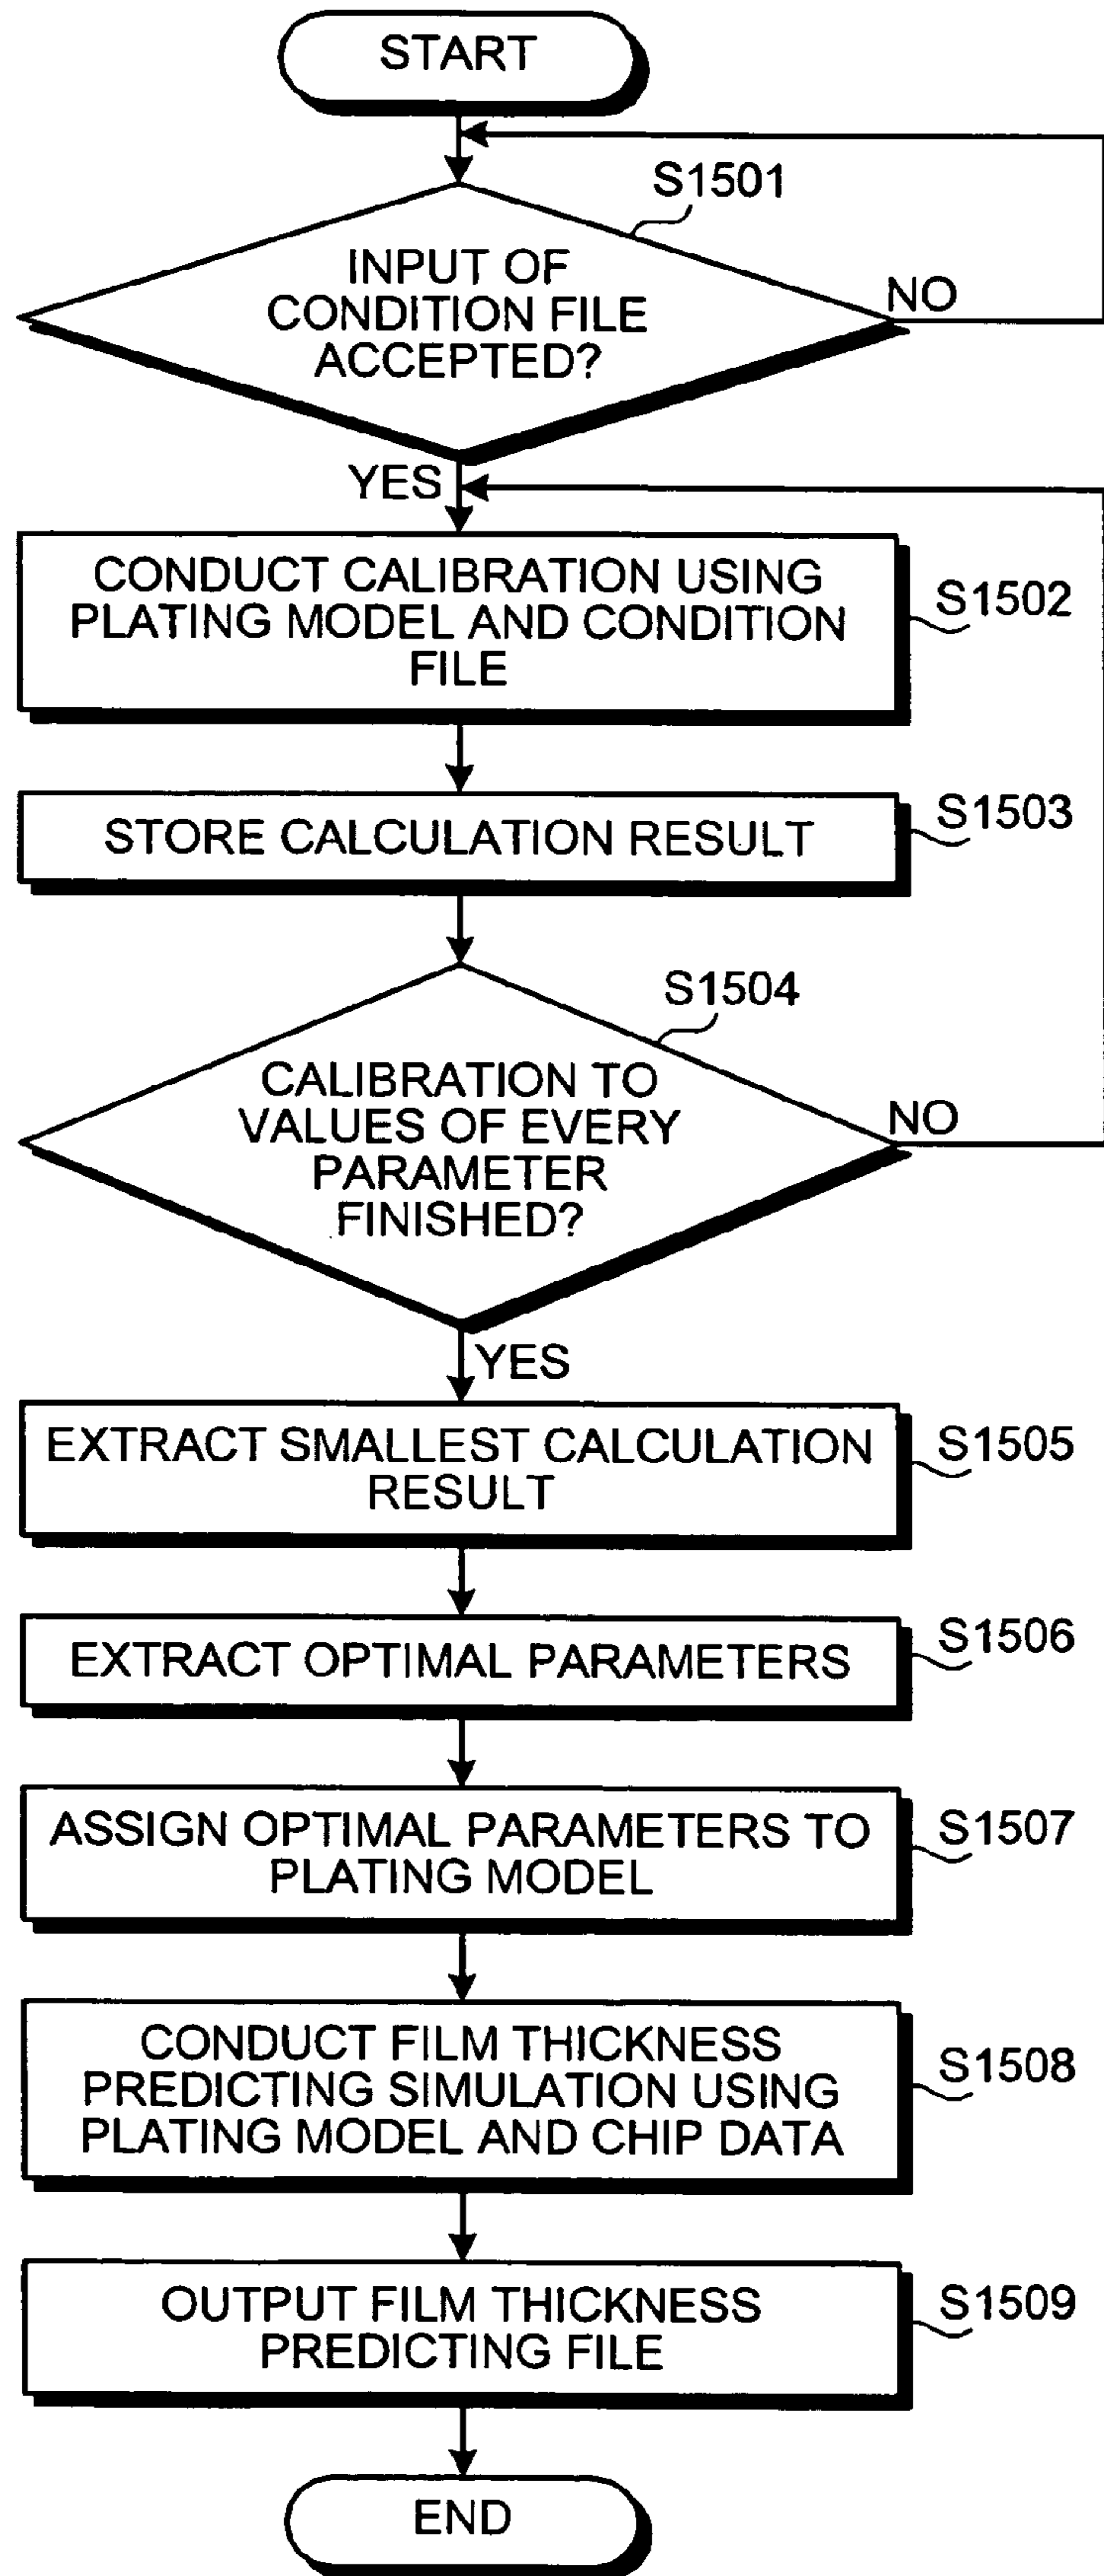 START
S1501
INPUT OF
CONDITION FILE
ACCEPTED?
NO
YES
CONDUCT CALIBRATION USING
PLATING MODEL AND CONDITION
FILE
S1502
STORE CALCULATION RESULT
S1503
S1504
CALIBRATION TO
VALUES OF EVERY
PARAMETER
FINISHED?
NO
YES
EXTRACT SMALLEST CALCULATION
RESULT
S1505
EXTRACT OPTIMAL PARAMETERS
S1506
ASSIGN OPTIMAL PARAMETERS TO
PLATING MODEL
S1507
CONDUCT FILM THICKNESS
PREDICTING SIMULATION USING
PLATING MODEL AND CHIP DATA
S1508
OUTPUT FILM THICKNESS
PREDICTING FILE
S1509
END